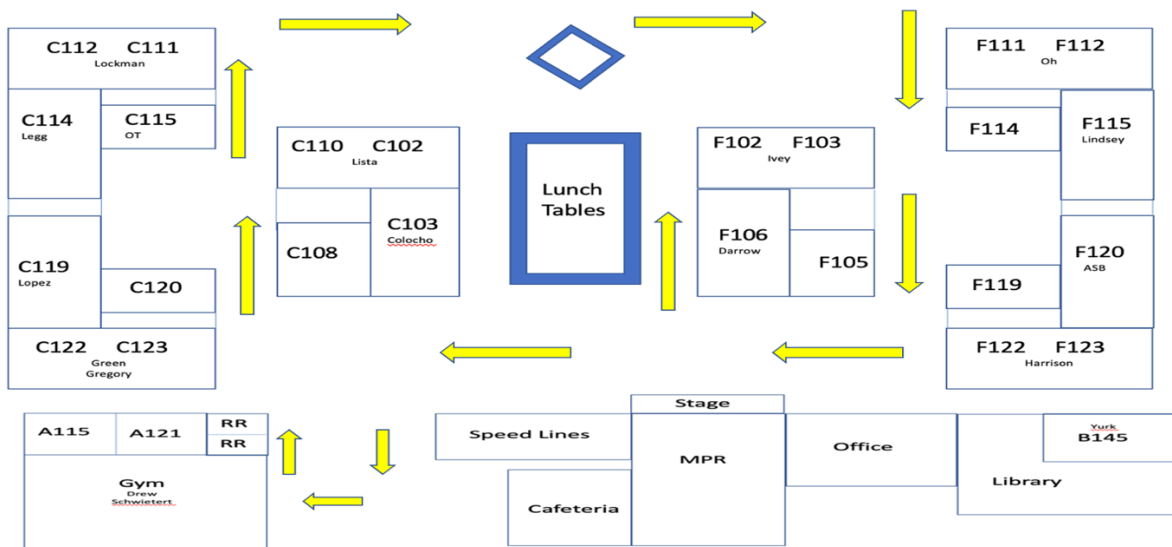 C112 C111
Lockman
C114
Legg
C115
OT
C119
Lopez
C120
C122 C123
Green
Gregory
C110 C102
Lista
C103
Colocho
C108
Lunch
Tables
F102 F103
Ivey
F106
Darrow
F105
F111 F112
Oh
F114
F115
Lindsey
F120
ASB
F119
F122 F123
Harrison
A115
A121
RR
RR
Gym
Drew
Schwietert
Speed Lines
Cafeteria
Stage
MPR
Office
Yurk
B145
Library